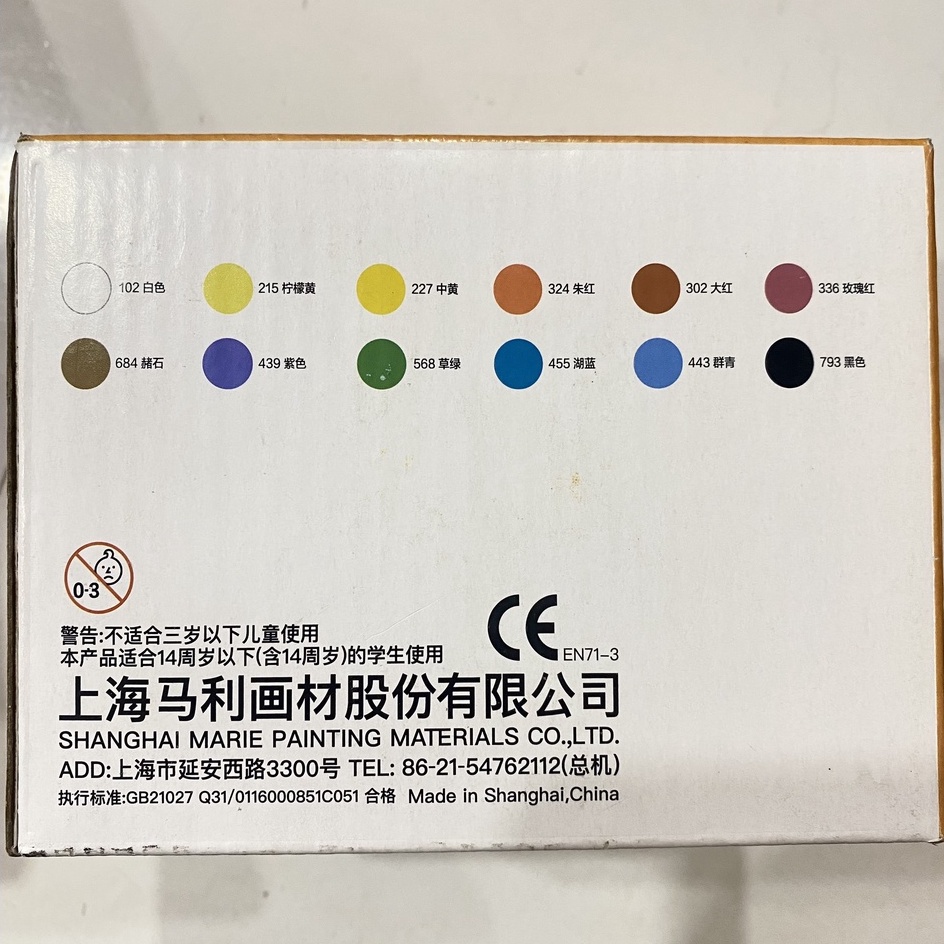 102 白色 215 柠檬黄 227 中黄 324 朱红 302 大红 336 玫瑰红
684 赭石 439 紫色 568 草绿 455 湖蓝 443 群青 793 黑色
0-3
警告:不适合三岁以下儿童使用
本产品适合14周岁以下(含14周岁)的学生使用
CE EN71-3
上海马利画材股份有限公司
SHANGHAI MARIE PAINTING MATERIALS CO.,LTD.
ADD:上海市延安西路3300号 TEL: 86-21-54762112(总机)
执行标准:GB21027 Q31/0116000851C051 合格 Made in Shanghai,China